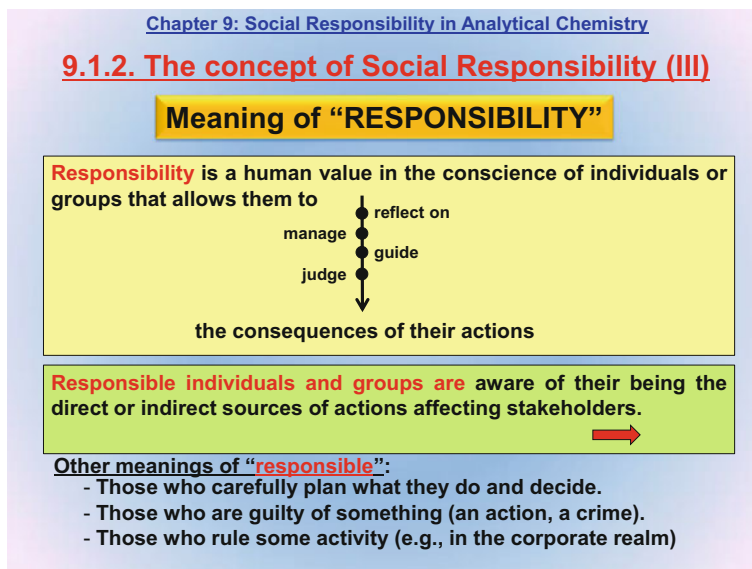 Chapter 9: Social Responsibility in Analytical Chemistry
9.1.2. The concept of Social Responsibility (III)
Meaning of “RESPONSIBILITY”
Responsibility is a human value in the conscience of individuals or
groups that allows them to
reflect on
manage
guide
judge
the consequences of their actions
Responsible individuals and groups are aware of their being the
direct or indirect sources of actions affecting stakeholders.
Other meanings of “responsible”:
- Those who carefully plan what they do and decide.
- Those who are guilty of something (an action, a crime).
- Those who rule some activity (e.g., in the corporate realm)